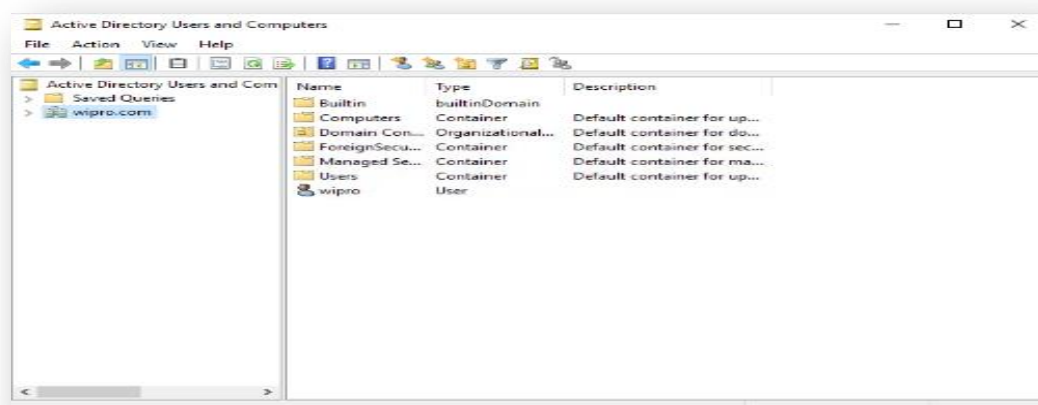 Active Directory Users and Computers
File Action View Help
Active Directory Users and Com
Saved Queries
wipro.com
Name Type Description
Builtin builtinDomain
Computers Container Default container for up...
Domain Con... Organizational... Default container for do...
ForeignSecu... Container Default container for sec...
Managed Se... Container Default container for ma...
Users Container Default container for up...
wipro User